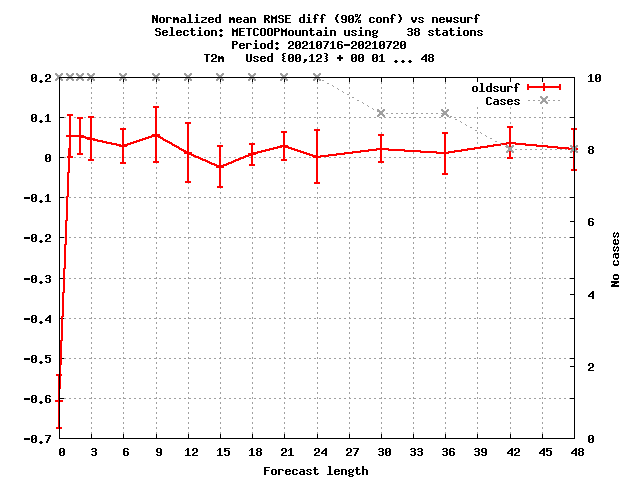 Normalized mean RMSE diff (90% conf) vs newsurf
Selection: METCOOPMountain using    38 stations
Period: 20210716-20210720
T2m   Used {00,12} + 00 01 ... 48
oldsurf
Cases
0.2
0.1
0
-0.1
-0.2
-0.3
-0.4
-0.5
-0.6
-0.7
10
8
6
4
2
0
No cases
0 3 6 9 12 15 18 21 24 27 30 33 36 39 42 45 48
Forecast length